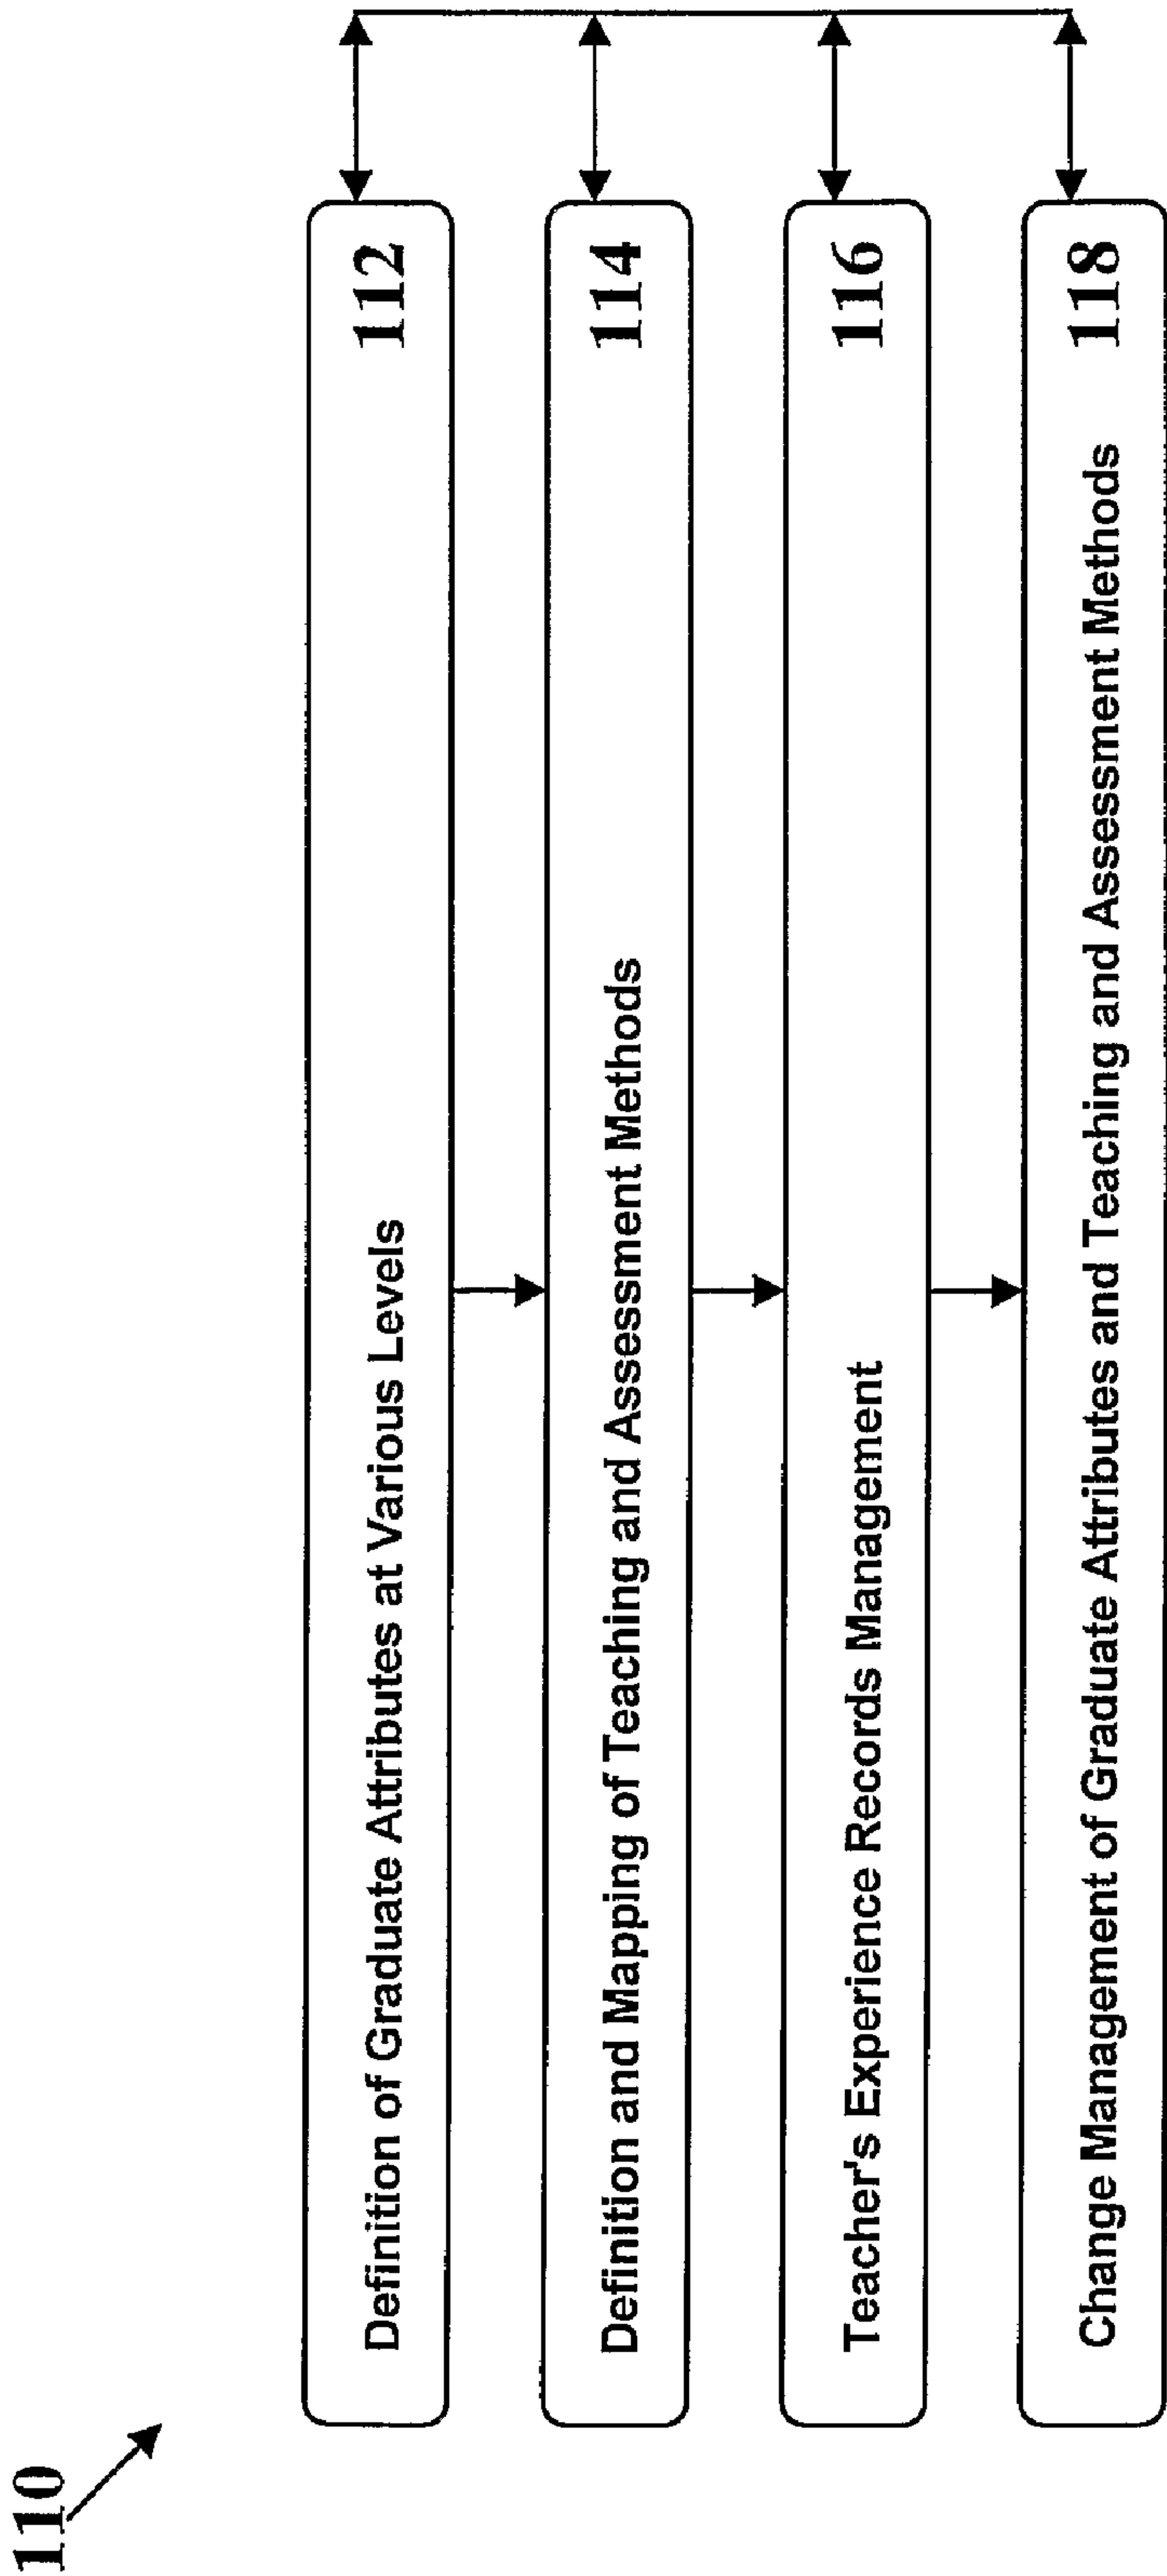 110
Definition of Graduate Attributes at Various Levels 112
Definition and Mapping of Teaching and Assessment Methods 114
Teacher's Experience Records Management 116
Change Management of Graduate Attributes and Teaching and Assessment Methods 118